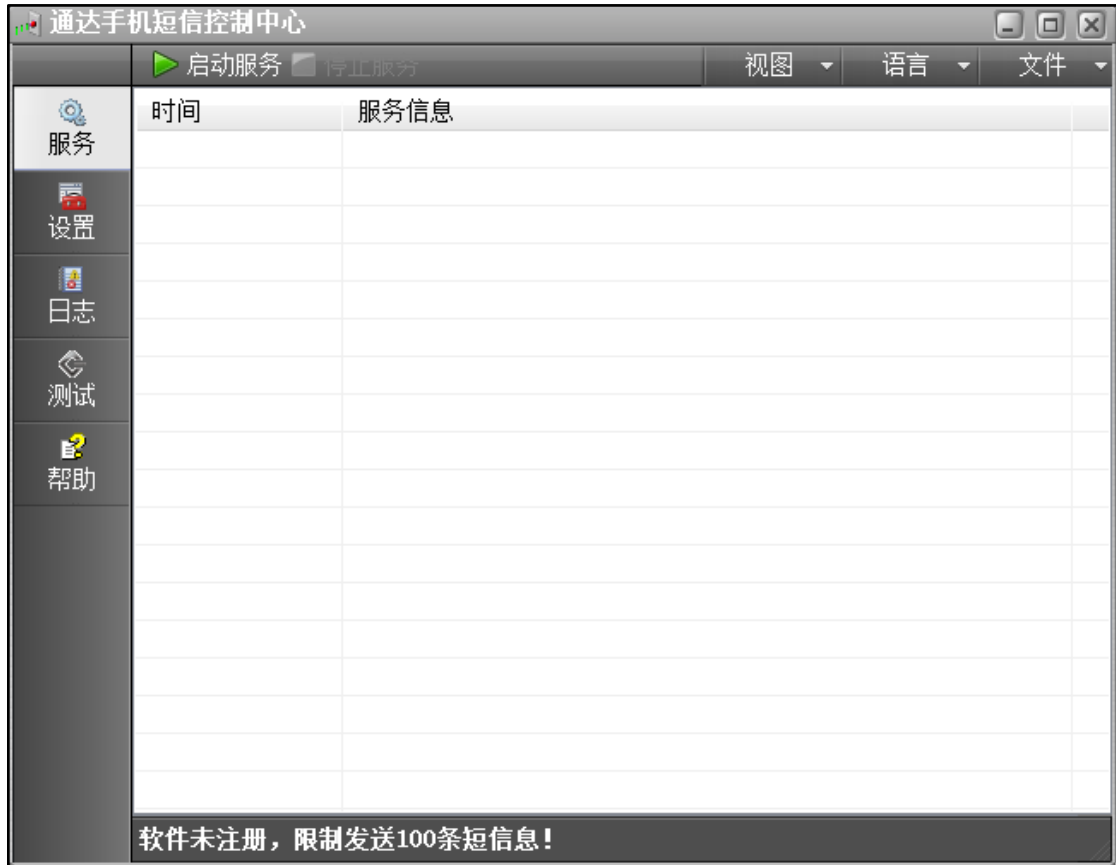 通达手机短信控制中心
启动服务 停止服务 视图 语言 文件
时间 服务信息
服务
设置
日志
测试
帮助
软件未注册，限制发送100条短信息！